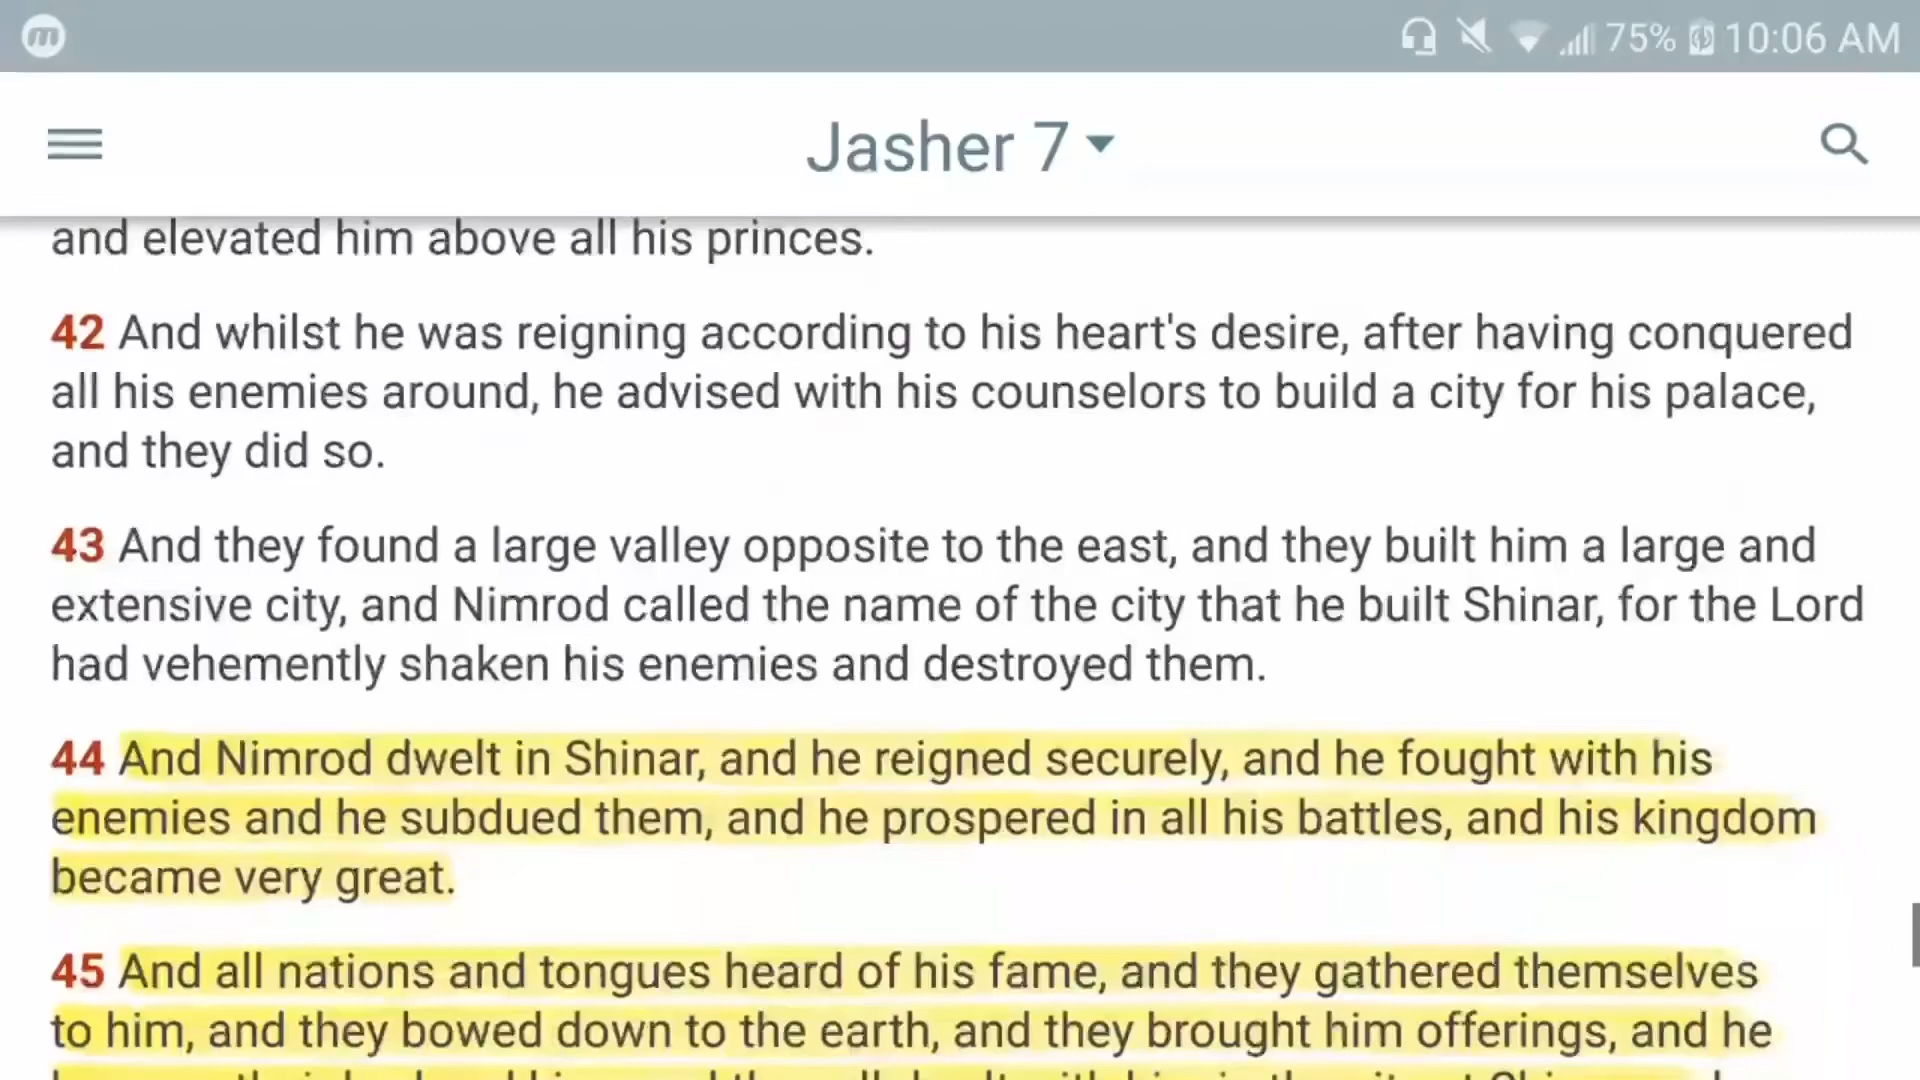 m 75% 10:06 AM
Jasher 7
and elevated him above all his princes.
42 And whilst he was reigning according to his heart's desire, after having conquered
all his enemies around, he advised with his counselors to build a city for his palace,
and they did so.
43 And they found a large valley opposite to the east, and they built him a large and
extensive city, and Nimrod called the name of the city that he built Shinar, for the Lord
had vehemently shaken his enemies and destroyed them.
44 And Nimrod dwelt in Shinar, and he reigned securely, and he fought with his
enemies and he subdued them, and he prospered in all his battles, and his kingdom
became very great.
45 And all nations and tongues heard of his fame, and they gathered themselves
to him, and they bowed down to the earth, and they brought him offerings, and he